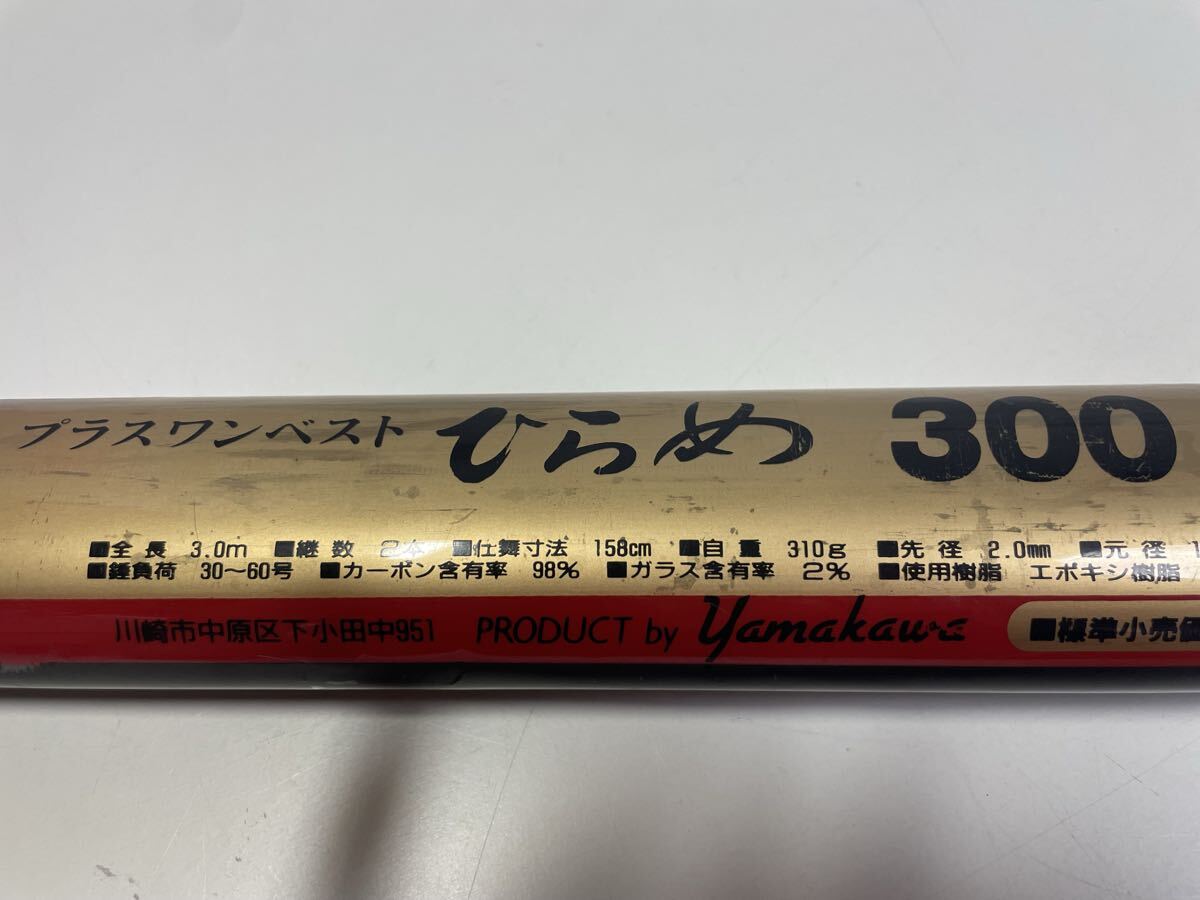 プラスワンベスト ひらめ 300
■全長 3.0m ■継数 2本 ■仕舞寸法 158cm ■自重 310g ■先径 2.0mm ■元径 1
■錘負荷 30〜60号 ■カーボン含有率 98% ■ガラス含有率 2% ■使用樹脂 エポキシ樹脂
川崎市中原区下小田中951 PRODUCT by Yamakawa ■標準小売価